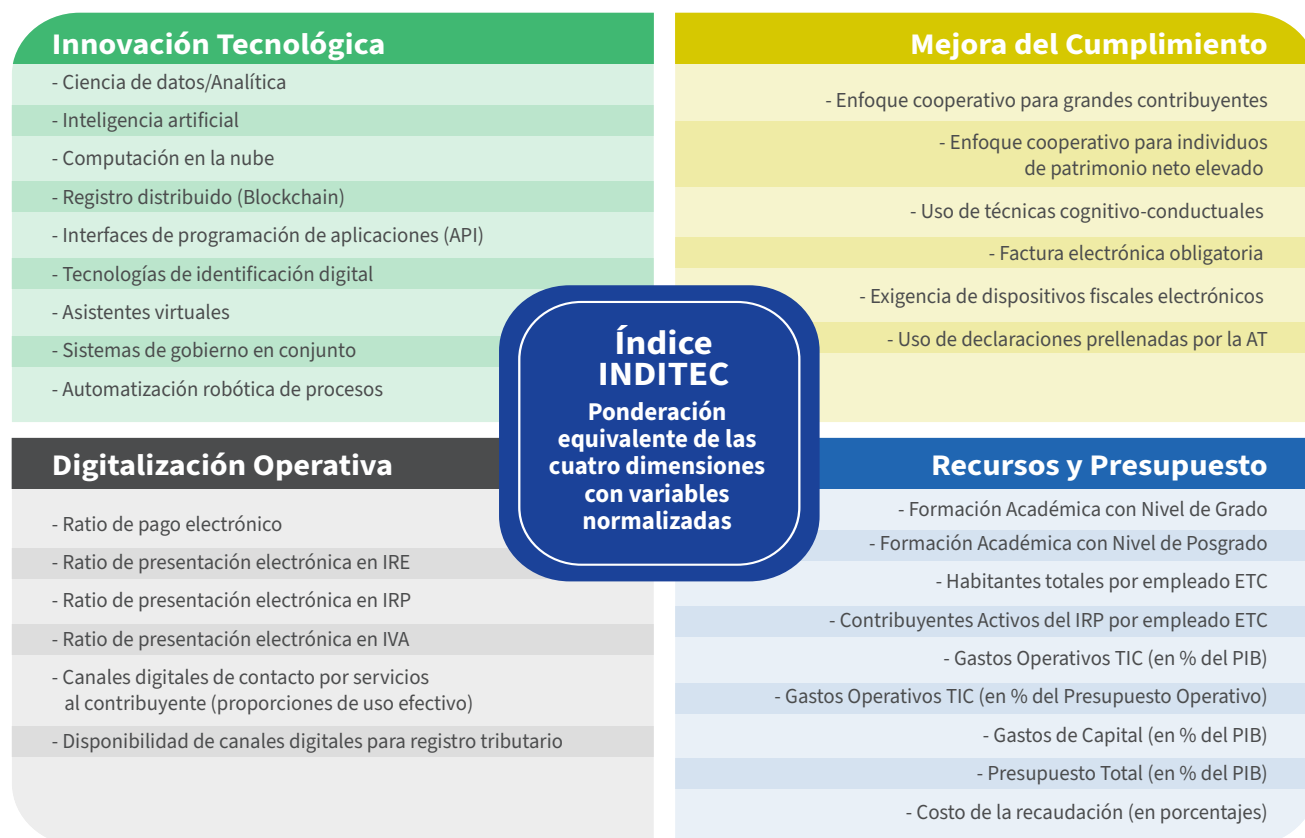 Innovación Tecnológica
- Ciencia de datos/Analítica
- Inteligencia artificial
- Computación en la nube
- Registro distribuido (Blockchain)
- Interfaces de programación de aplicaciones (API)
- Tecnologías de identificación digital
- Asistentes virtuales
- Sistemas de gobierno en conjunto
- Automatización robótica de procesos
Mejora del Cumplimiento
- Enfoque cooperativo para grandes contribuyentes
- Enfoque cooperativo para individuos
de patrimonio neto elevado
- Uso de técnicas cognitivo-conductuales
- Factura electrónica obligatoria
- Exigencia de dispositivos fiscales electrónicos
- Uso de declaraciones prellenadas por la AT
Índice
INDITEC
Ponderación
equivalente de las
cuatro dimensiones
con variables
normalizadas
Digitalización Operativa
- Ratio de pago electrónico
- Ratio de presentación electrónica en IRE
- Ratio de presentación electrónica en IRP
- Ratio de presentación electrónica en IVA
- Canales digitales de contacto por servicios
al contribuyente (proporciones de uso efectivo)
- Disponibilidad de canales digitales para registro tributario
Recursos y Presupuesto
- Formación Académica con Nivel de Grado
- Formación Académica con Nivel de Posgrado
- Habitantes totales por empleado ETC
- Contribuyentes Activos del IRP por empleado ETC
- Gastos Operativos TIC (en % del PIB)
- Gastos Operativos TIC (en % del Presupuesto Operativo)
- Gastos de Capital (en % del PIB)
- Presupuesto Total (en % del PIB)
- Costo de la recaudación (en porcentajes)